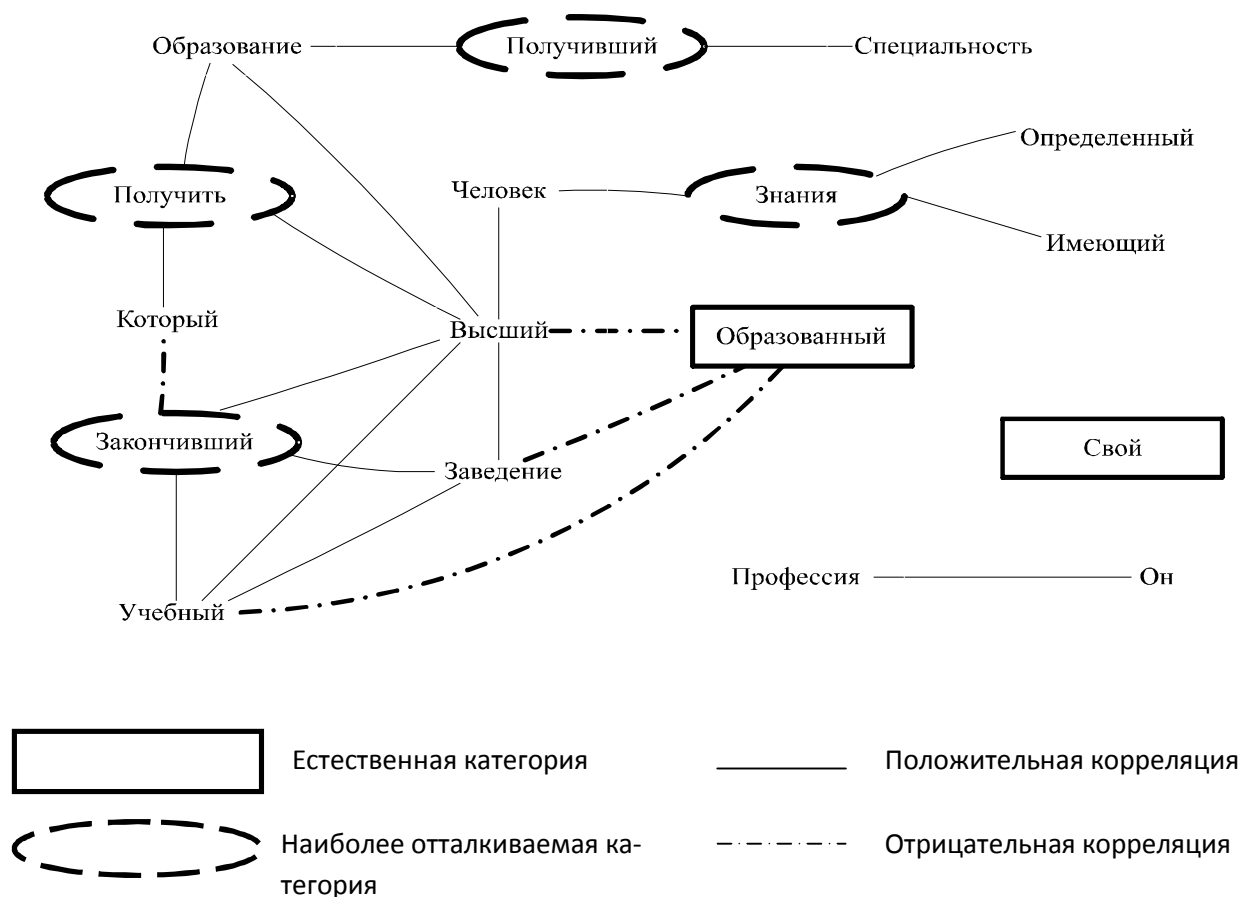 Образование
Получивший
Специальность
Определенный
Получить
Человек
Знания
Имеющий
Который
Высший
Образованный
Закончивший
Заведение
Свой
Профессия
Он
Учебный
Естественная категория
Положительная корреляция
Наиболее отталкиваемая ка-
тегория
Отрицательная корреляция